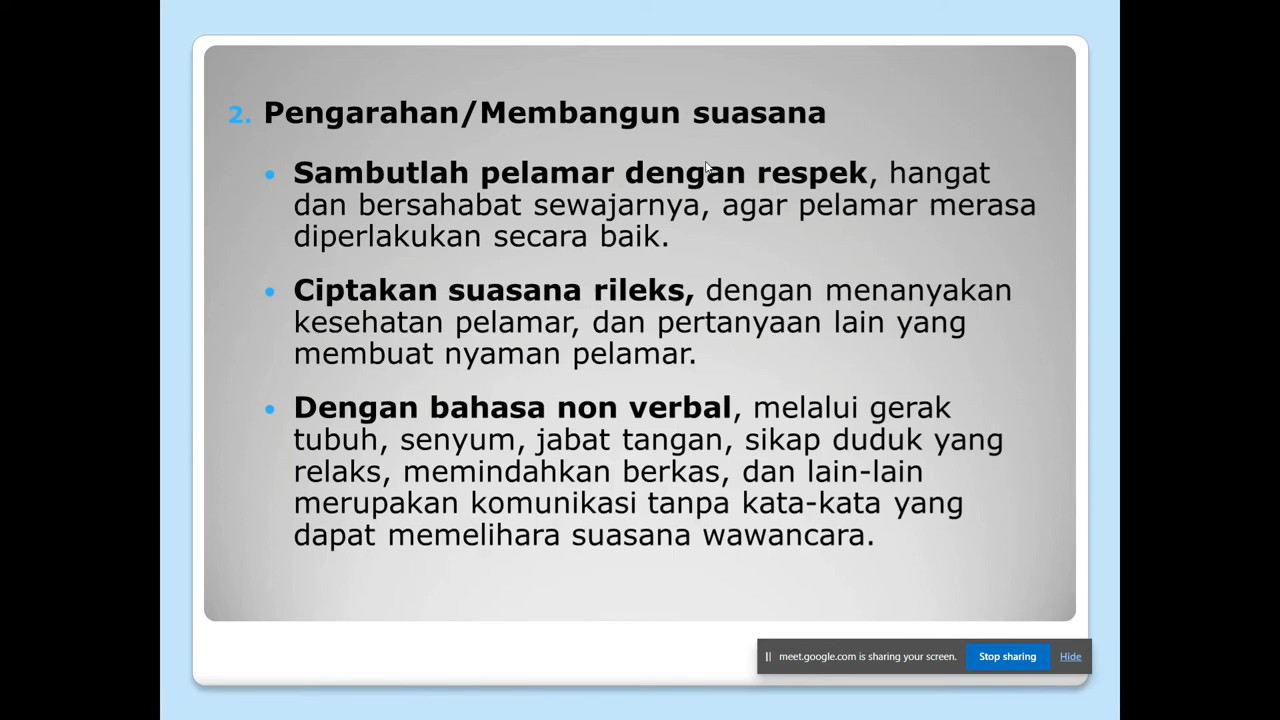 2. Pengarahan/Membangun suasana
• Sambutlah pelamar dengan respek, hangat
dan bersahabat sewajarnya, agar pelamar merasa
diperlakukan secara baik.
• Ciptakan suasana rileks, dengan menanyakan
kesehatan pelamar, dan pertanyaan lain yang
membuat nyaman pelamar.
• Dengan bahasa non verbal, melalui gerak
tubuh, senyum, jabat tangan, sikap duduk yang
relaks, memindahkan berkas, dan lain-lain
merupakan komunikasi tanpa kata-kata yang
dapat memelihara suasana wawancara.
meet.google.com is sharing your screen. Stop sharing Hide